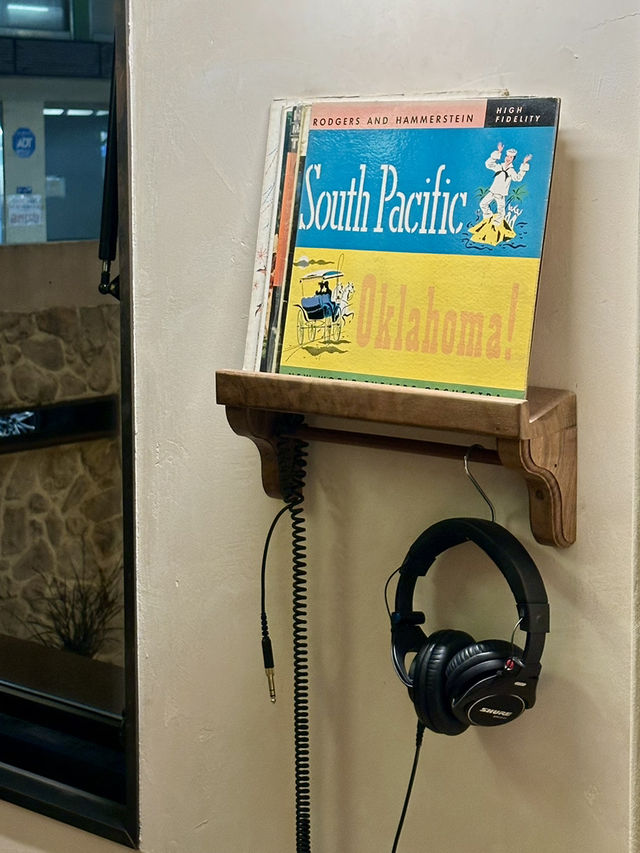 RODGERS AND HAMMERSTEIN
HIGH
FIDELITY
South Pacific
Oklahoma!
ADT
SHURE